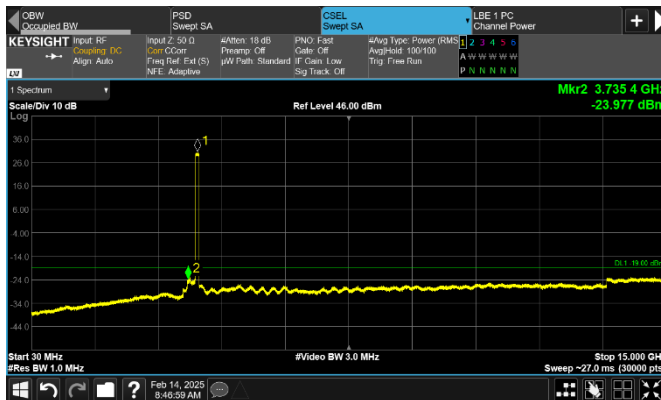 OBW
Occupied BW
PSD
Swept SA
CSEL
Swept SA
LBE 1 PC
Channel Power
KEYSIGHT
Input: RF
Coupling: DC
Align: Auto
Input Z: 50 Ω
Corr CCorr
Freq Ref: Ext (S)
NFE: Adaptive
#Atten: 18 dB
Preamp: Off
µW Path: Standard
PNO: Fast
Gate: Off
IF Gain: Low
Sig Track: Off
#Avg Type: Power (RMS
Avg|Hold: 100/100
Trig: Free Run
1 2 3 4 5 6
A W W W W W
P N N N N N
LXI
1 Spectrum
Scale/Div 10 dB
Ref Level 46.00 dBm
Mkr2 3.735 4 GHz
-23.977 dBm
Log
36.0
26.0
16.0
6.00
-4.00
-14.0
-24.0
-34.0
-44.0
1
2
DL1 -19.00 dBm
Start 30 MHz
#Res BW 1.0 MHz
#Video BW 3.0 MHz
Stop 15.000 GH
Sweep ~27.0 ms (30000 pts
?
Feb 14, 2025
8:46:59 AM